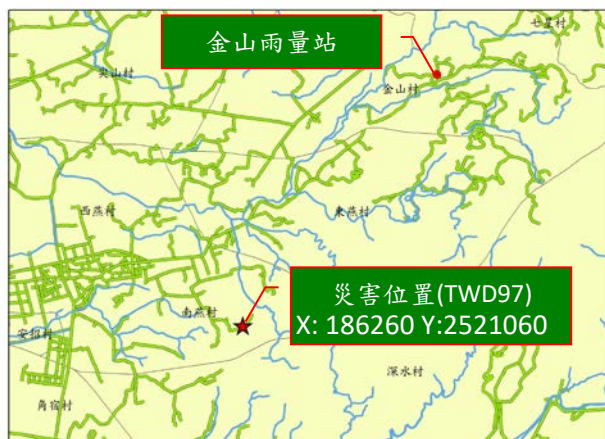 七星村
金山雨量站
尖山村
金山村
西燕村
東燕村
災害位置(TWD97)
X: 186260 Y:2521060
南燕村
安招村
深水村
角宿村